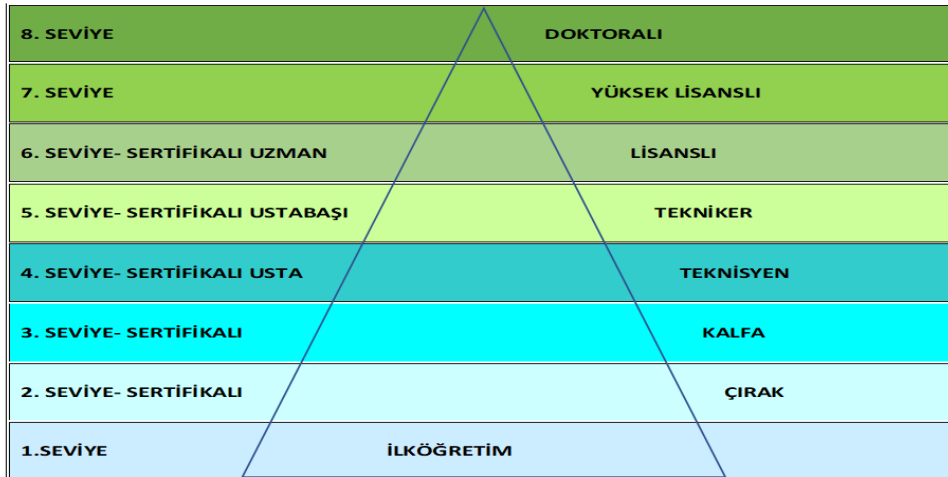 8. SEVİYE DOKTORALI
7. SEVİYE YÜKSEK LİSANSLI
6. SEVİYE- SERTİFİKALI UZMAN LİSANSLI
5. SEVİYE- SERTİFİKALI USTABAŞI TEKNİKER
4. SEVİYE- SERTİFİKALI USTA TEKNİSYEN
3. SEVİYE- SERTİFİKALI KALFA
2. SEVİYE- SERTİFİKALI ÇIRAK
1.SEVİYE İLKÖĞRETİM